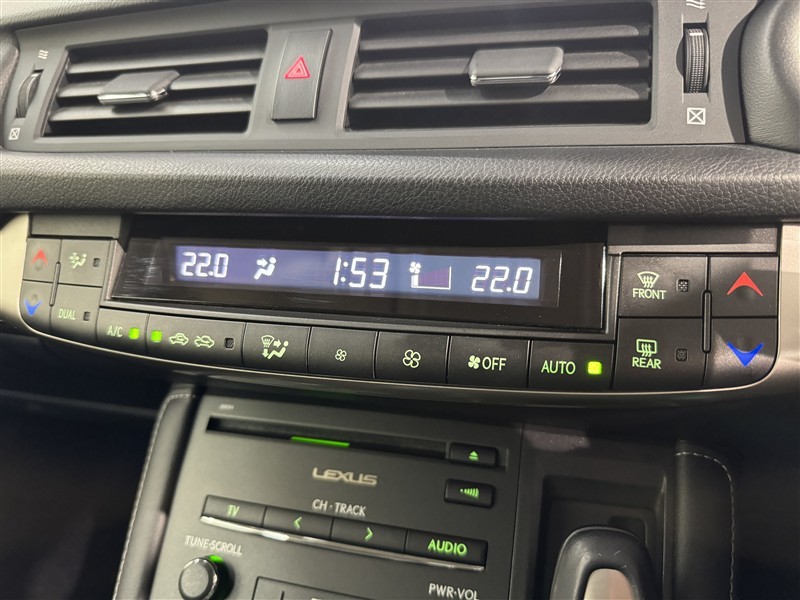 22.0 1:53 22.0
FRONT
DUAL
A/C
OFF
AUTO
REAR
LEXUS
CH·TRACK
TV
AUDIO
TUNE·SCROLL
PWR·VOL